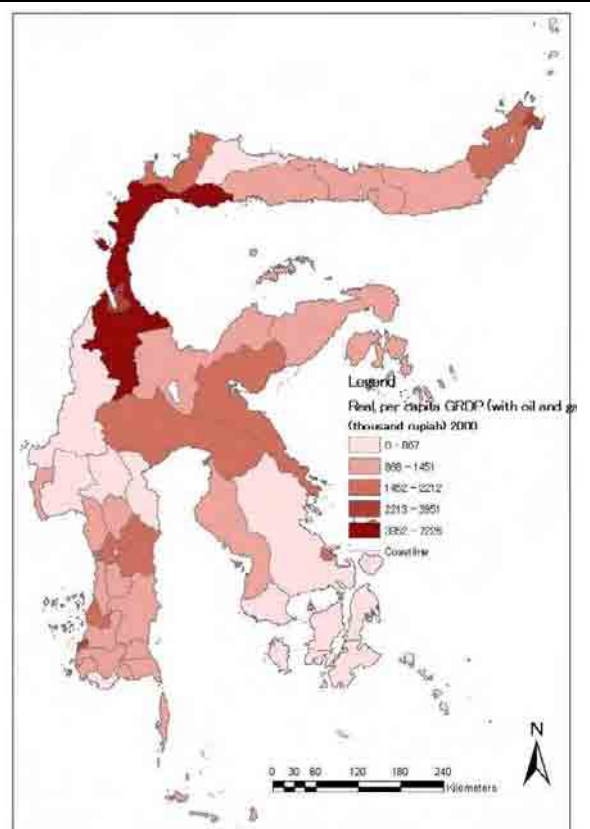 Legend
Real per capita GRDP (with oil and ga
(thousand rupiah) 2000
0 - 867
868 - 1451
1452 - 2212
2213 - 3951
3952 - 7226
Coastline
N
0 30 60 120 180 240
Kilometers